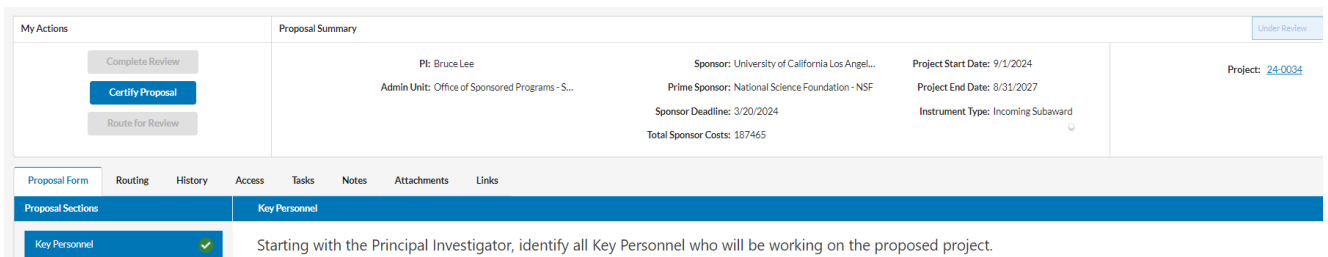 My Actions
Proposal Summary
Under Review
Complete Review
Certify Proposal
Route for Review
PI: Bruce Lee
Admin Unit: Office of Sponsored Programs - S...
Sponsor: University of California Los Angel...
Prime Sponsor: National Science Foundation - NSF
Sponsor Deadline: 3/20/2024
Total Sponsor Costs: 187465
Project Start Date: 9/1/2024
Project End Date: 8/31/2027
Instrument Type: Incoming Subaward
Project: 24-0034
Proposal Form Routing History Access Tasks Notes Attachments Links
Proposal Sections
Key Personnel
Key Personnel
Starting with the Principal Investigator, identify all Key Personnel who will be working on the proposed project.